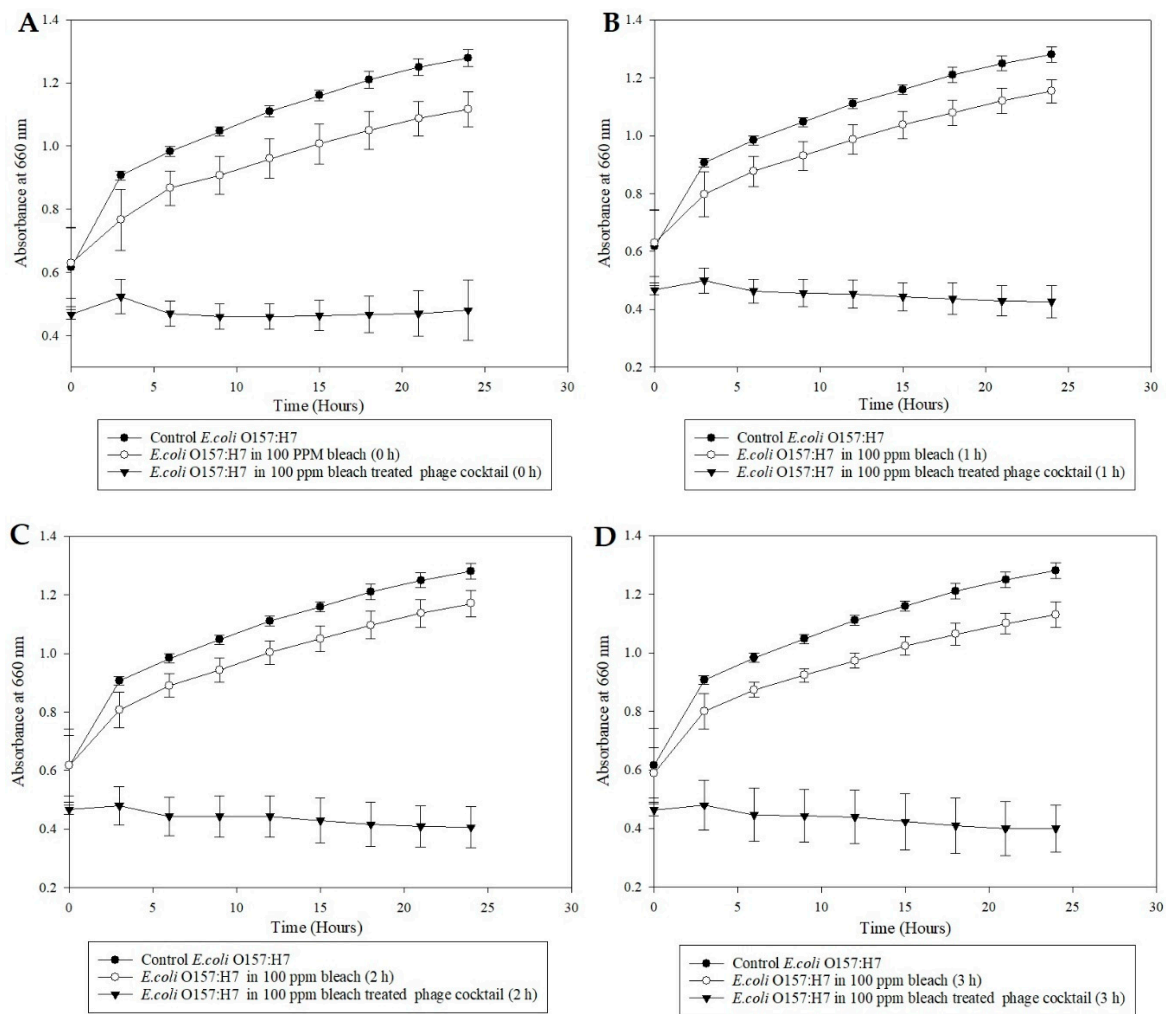 A
Absorbance at 660 nm
1.4
1.2
1.0
0.8
0.6
0.4
0 5 10 15 20 25 30
Time (Hours)
Control E.coli O157:H7
E.coli O157:H7 in 100 PPM bleach (0 h)
E.coli O157:H7 in 100 ppm bleach treated phage cocktail (0 h)
B
Absorbance at 660 nm
1.4
1.2
1.0
0.8
0.6
0.4
0.2
0 5 10 15 20 25 30
Time (Hours)
Control E.coli O157:H7
E.coli O157:H7 in 100 ppm bleach (1 h)
E.coli O157:H7 in 100 ppm bleach treated phage cocktail (1 h)
C
Absorbance at 660 nm
1.4
1.2
1.0
0.8
0.6
0.4
0.2
0 5 10 15 20 25 30
Time (Hours)
Control E.coli O157:H7
E.coli O157:H7 in 100 ppm bleach (2 h)
E.coli O157:H7 in 100 ppm bleach treated phage cocktail (2 h)
D
Absorbance at 660 nm
1.4
1.2
1.0
0.8
0.6
0.4
0.2
0 5 10 15 20 25 30
Time (Hours)
Control E.coli O157:H7
E.coli O157:H7 in 100 ppm bleach (3 h)
E.coli O157:H7 in 100 ppm bleach treated phage cocktail (3 h)